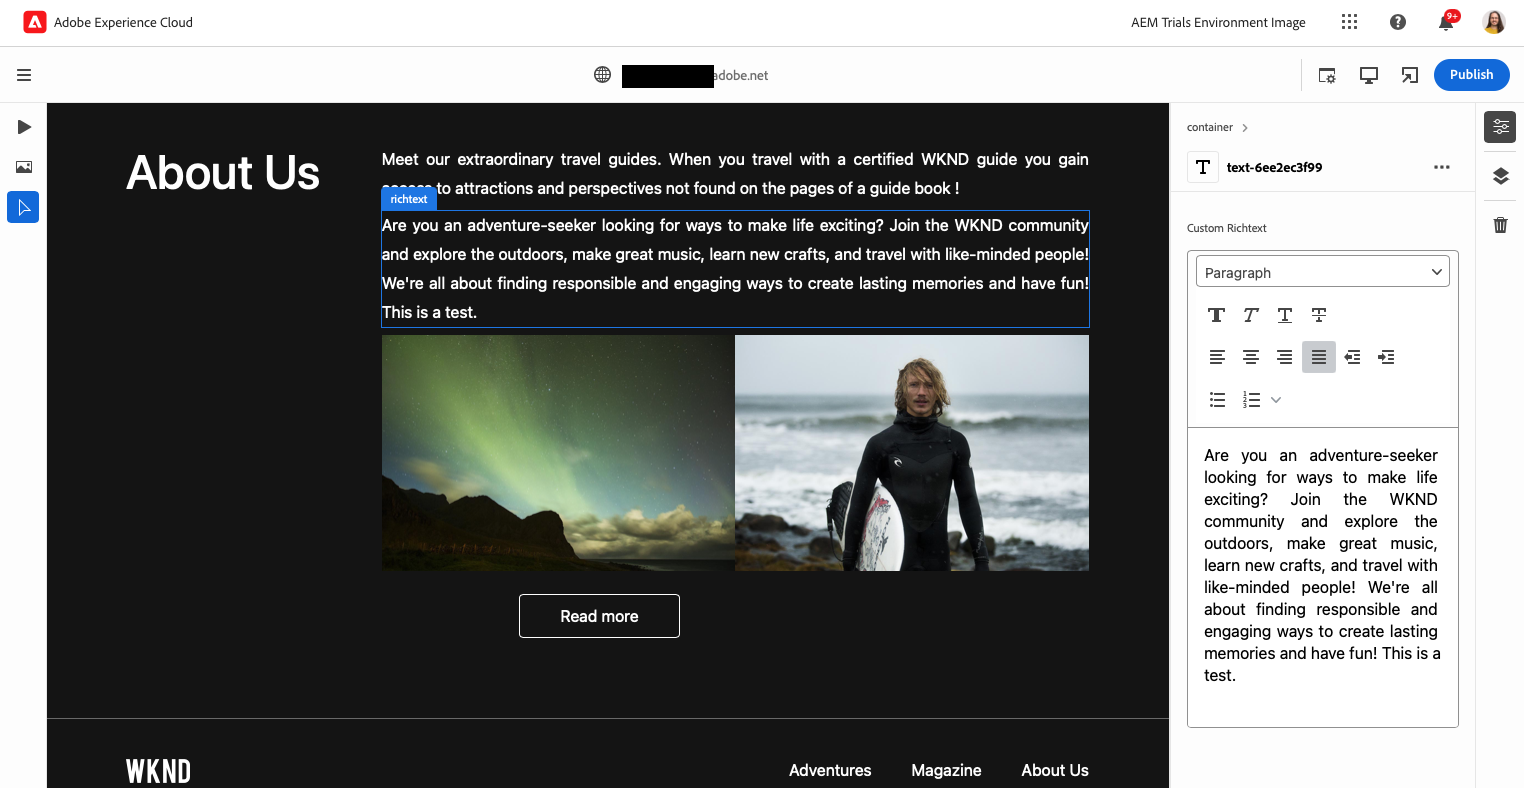 Adobe Experience Cloud
AEM Trials Environment Image
9+
adobe.net
Publish
About Us
Meet our extraordinary travel guides. When you travel with a certified WKND guide you gain
to attractions and perspectives not found on the pages of a guide book !
richtext
Are you an adventure-seeker looking for ways to make life exciting? Join the WKND community
and explore the outdoors, make great music, learn new crafts, and travel with like-minded people!
We're all about finding responsible and engaging ways to create lasting memories and have fun!
This is a test.
Read more
WKND
Adventures
Magazine
About Us
container
T
text-6ee2ec3f99
Custom Richtext
Paragraph
Are you an adventure-seeker
looking for ways to make life
exciting? Join the WKND
community and explore the
outdoors, make great music,
learn new crafts, and travel with
like-minded people! We're all
about finding responsible and
engaging ways to create lasting
memories and have fun! This is a
test.